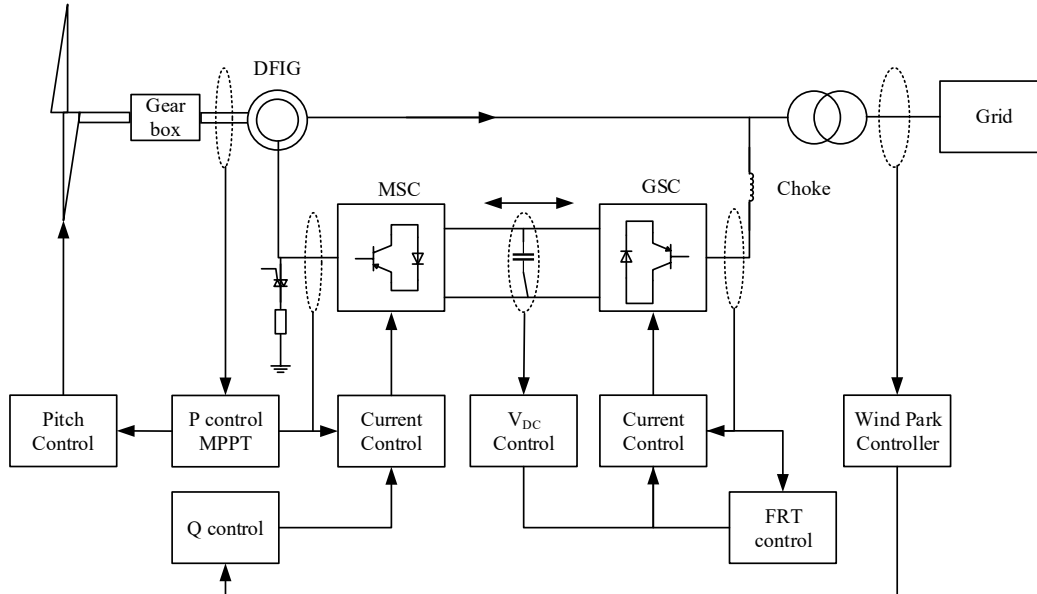 DFIG
Gear
box
Grid
MSC
GSC
Choke
Pitch
Control
P control
MPPT
Current
Control
VDC
Control
Current
Control
Wind Park
Controller
Q control
FRT
control